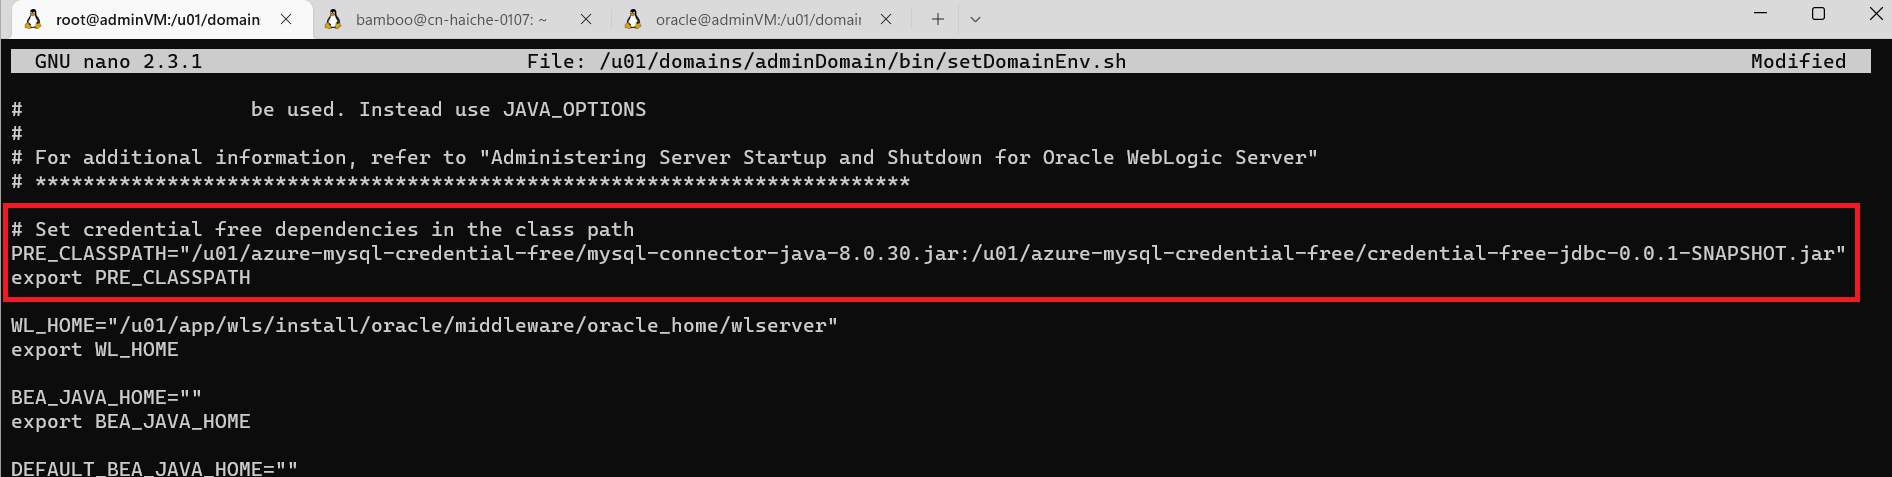 root@adminVM:/u01/domain
bamboo@cn-haiche-0107: ~
oracle@adminVM:/u01/domain
GNU nano 2.3.1 File: /u01/domains/adminDomain/bin/setDomainEnv.sh Modified
# be used. Instead use JAVA_OPTIONS
#
# For additional information, refer to "Administering Server Startup and Shutdown for Oracle WebLogic Server"
# *************************************************************************
# Set credential free dependencies in the class path
PRE_CLASSPATH="/u01/azure-mysql-credential-free/mysql-connector-java-8.0.30.jar:/u01/azure-mysql-credential-free/credential-free-jdbc-0.0.1-SNAPSHOT.jar"
export PRE_CLASSPATH
WL_HOME="/u01/app/wls/install/oracle/middleware/oracle_home/wlserver"
export WL_HOME
BEA_JAVA_HOME=""
export BEA_JAVA_HOME
DEFAULT_BEA_JAVA_HOME=""